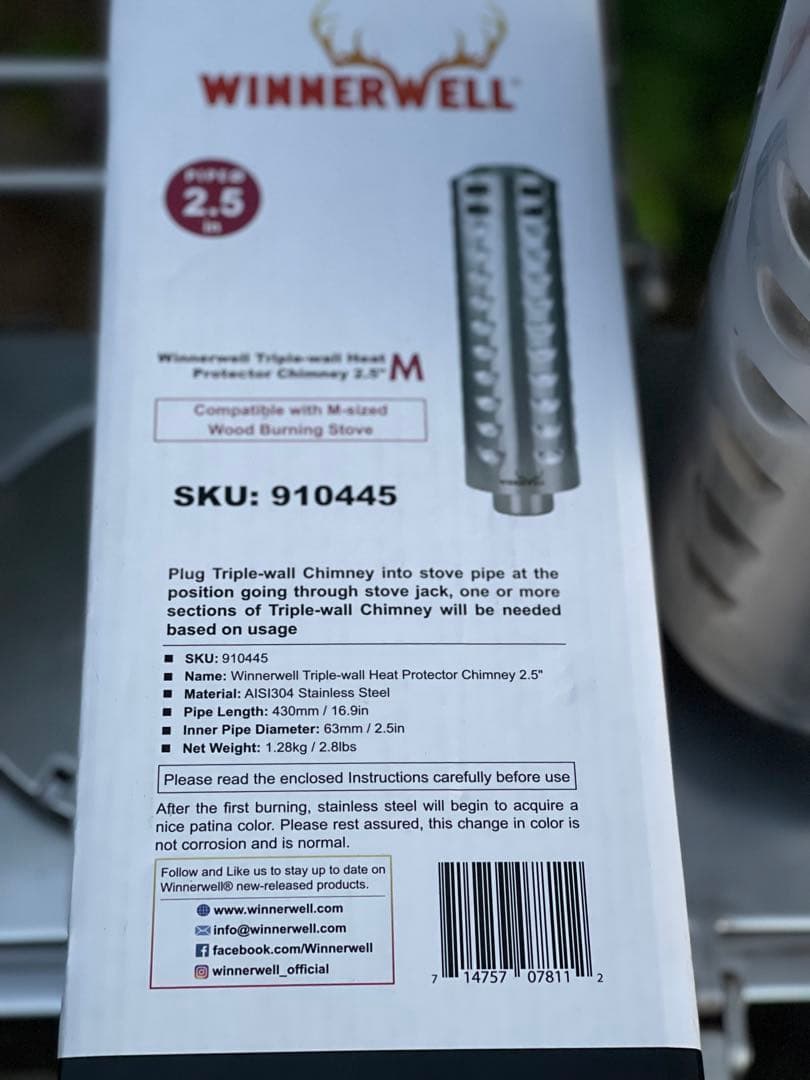 WINNERWELL
PIPE Ø
2.5
in
Winnerwell Triple-wall Heat
Protector Chimney 2.5" M
Compatible with M-sized
Wood Burning Stove
WINNERWELL
SKU: 910445
Plug Triple-wall Chimney into stove pipe at the
position going through stove jack, one or more
sections of Triple-wall Chimney will be needed
based on usage
■ SKU: 910445
■ Name: Winnerwell Triple-wall Heat Protector Chimney 2.5"
■ Material: AISI304 Stainless Steel
■ Pipe Length: 430mm / 16.9in
■ Inner Pipe Diameter: 63mm / 2.5in
■ Net Weight: 1.28kg / 2.8lbs
Please read the enclosed Instructions carefully before use
After the first burning, stainless steel will begin to acquire a
nice patina color. Please rest assured, this change in color is
not corrosion and is normal.
Follow and Like us to stay up to date on
Winnerwell® new-released products.
www.winnerwell.com
info@winnerwell.com
facebook.com/Winnerwell
winnerwell_official
7 14757 07811 2